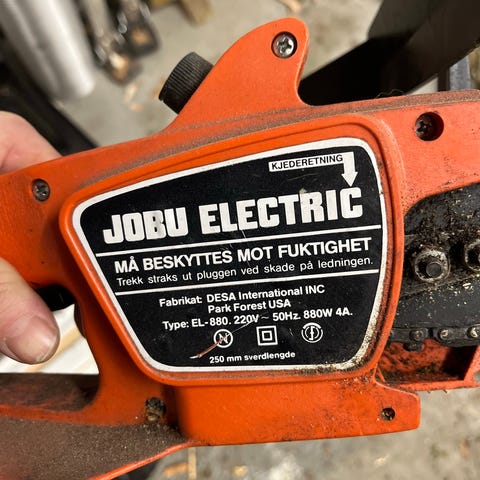 KJEDERETNING
JOBU ELECTRIC
MÅ BESKYTTES MOT FUKTIGHET
Trekk straks ut pluggen ved skade på ledningen.
Fabrikat: DESA International INC
Park Forest USA
Type: EL-880. 220V ~ 50Hz. 880W 4A.
N
250 mm sverdlengde